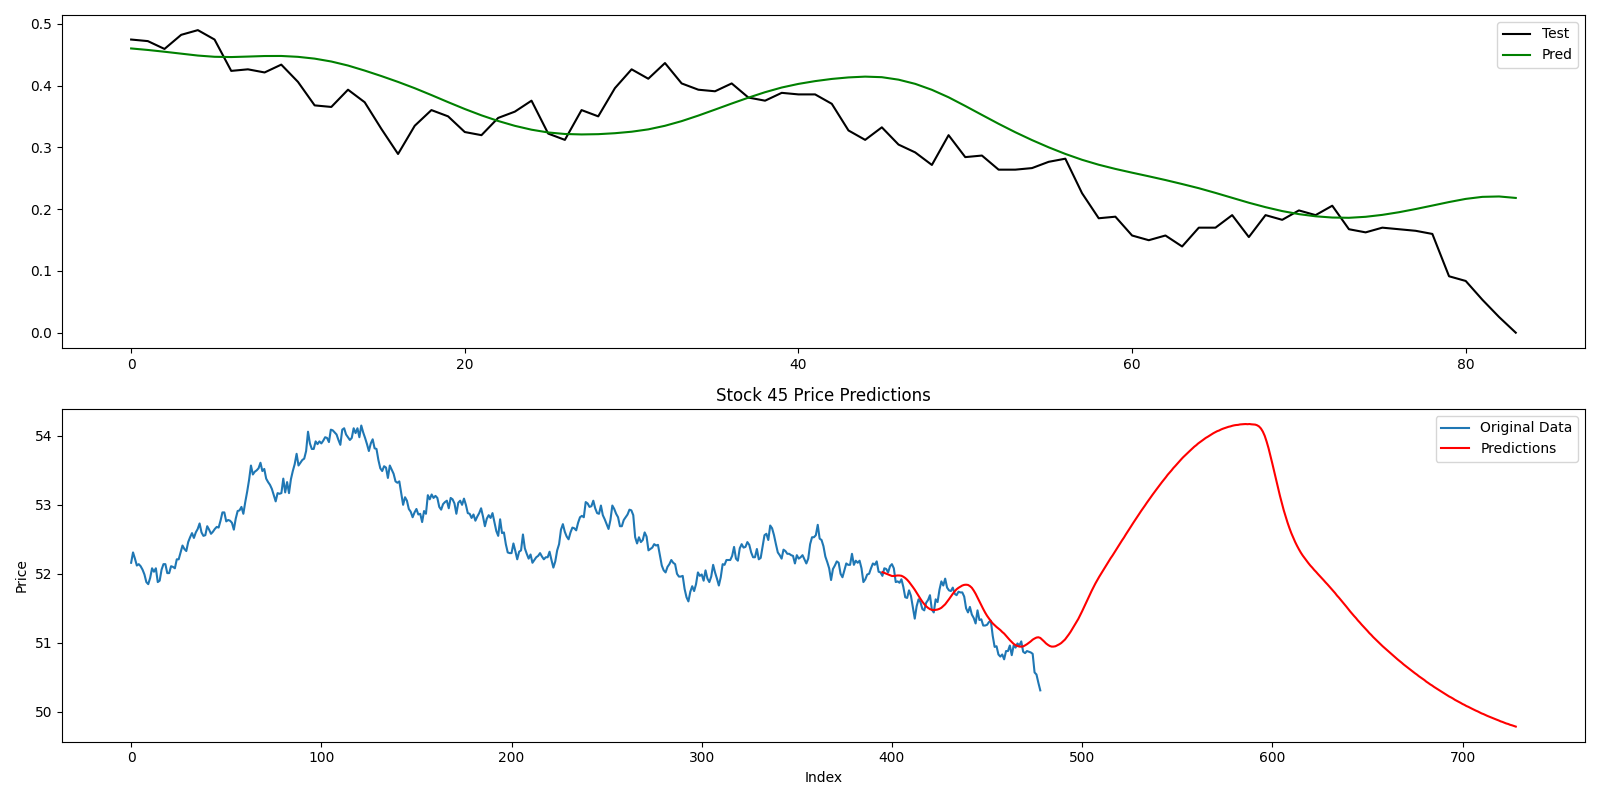 0.5
0.4
0.3
0.2
0.1
0.0
Test
Pred
0 20 40 60 80
Stock 45 Price Predictions
Price
54
53
52
51
50
Original Data
Predictions
0 100 200 300 400 500 600 700
Index